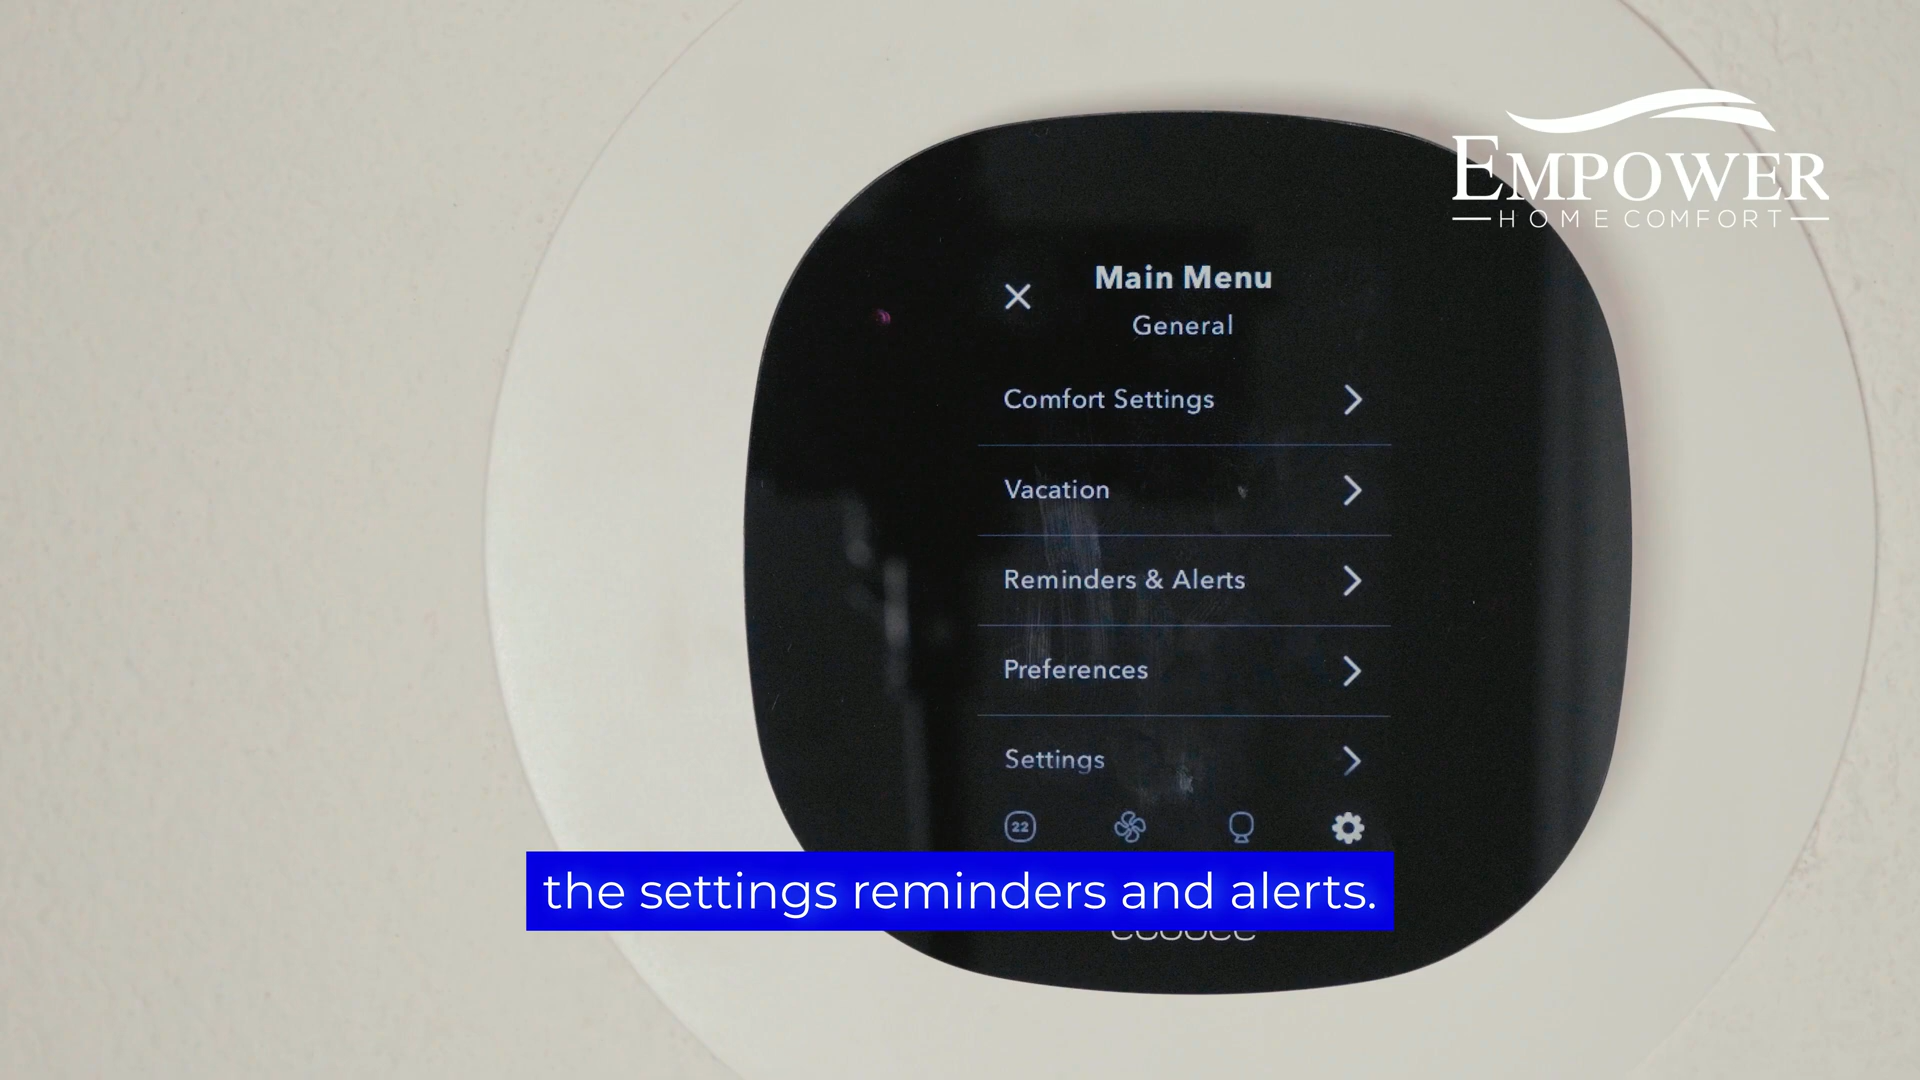 EMPOWER
HOME COMFORT
Main Menu
General
Comfort Settings
Vacation
Reminders & Alerts
Preferences
Settings
22
the settings reminders and alerts.